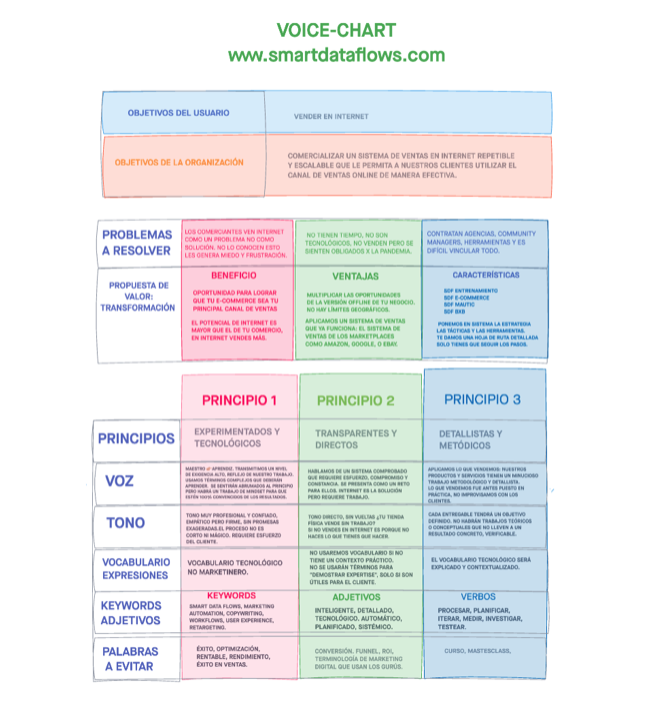 VOICE-CHART
www.smartdataflows.com
OBJETIVOS DEL USUARIO
VENDER EN INTERNET
OBJETIVOS DE LA ORGANIZACIÓN
COMERCIALIZAR UN SISTEMA DE VENTAS EN INTERNET REPETIBLE
Y ESCALABLE QUE LE PERMITA A NUESTROS CLIENTES UTILIZAR EL
CANAL DE VENTAS ONLINE DE MANERA EFECTIVA.
PROBLEMAS
A RESOLVER
LOS COMERCIANTES VEN INTERNET
COMO UN PROBLEMA NO COMO
SOLUCIÓN. NO LO CONOCEN ESTO
LES GENERA MIEDO Y FRUSTRACIÓN.
NO TIENEN TIEMPO, NO SON
TECNOLÓGICOS, NO VENDEN PERO SE
SIENTEN OBLIGADOS X LA PANDEMIA.
CONTRATAN AGENCIAS, COMMUNITY
MANAGERS, HERRAMIENTAS Y ES
DIFÍCIL VINCULAR TODO.
PROPUESTA DE
VALOR:
TRANSFORMACIÓN
BENEFICIO
OPORTUNIDAD PARA LOGRAR
QUE TU E-COMMERCE SEA TU
PRINCIPAL CANAL DE VENTAS
EL POTENCIAL DE INTERNET ES
MAYOR QUE EL DE TU COMERCIO,
EN INTERNET VENDES MÁS.
VENTAJAS
MULTIPLICAR LAS OPORTUNIDADES
DE LA VERSIÓN OFFLINE DE TU NEGOCIO.
NO HAY LÍMITES GEOGRÁFICOS.
APLICAMOS UN SISTEMA DE VENTAS
QUE YA FUNCIONA: EL SISTEMA DE
VENTAS DE LOS MARKETPLACES
COMO AMAZON, GOOGLE, O EBAY.
CARACTERÍSTICAS
SDF ENTRENAMIENTO
SDF E-COMMERCE
SDF MAUTIC
SDF BXB
PONEMOS EN SISTEMA LA ESTRATEGIA
LAS TÁCTICAS Y LAS HERRAMIENTAS.
TE DAMOS UNA HOJA DE RUTA DETALLADA
SOLO TIENES QUE SEGUIR LOS PASOS.
PRINCIPIO 1
PRINCIPIO 2
PRINCIPIO 3
PRINCIPIOS
EXPERIMENTADOS Y
TECNOLÓGICOS
TRANSPARENTES Y
DIRECTOS
DETALLISTAS Y
METÓDICOS
VOZ
MAESTRO APRENDIZ. TRANSMITIMOS UN NIVEL
DE EXIGENCIA ALTO, REFLEJO DE NUESTRO TRABAJO.
USAMOS TÉRMINOS COMPLEJOS QUE DEBERÁN
APRENDER. SE SENTIRÁN ABRUMADOS AL PRINCIPIO
PERO HABRÁ UN TRABAJO DE MINDSET PARA QUE
ESTÉN 100% CONVENCIDOS DE LOS RESULTADOS.
HABLAMOS DE UN SISTEMA COMPROBADO
QUE REQUIERE ESFUERZO, COMPROMISO Y
CONSTANCIA. SE PRESENTA COMO UN RETO
PARA ELLOS. INTERNET ES LA SOLUCIÓN
PERO REQUIERE TRABAJO.
APLICAMOS LO QUE VENDEMOS: NUESTROS
PRODUCTOS Y SERVICIOS TIENEN UN MINUCIOSO
TRABAJO METODOLÓGICO Y DETALLISTA.
LO QUE VENDEMOS FUE ANTES PUESTO EN
PRÁCTICA, NO IMPROVISAMOS CON LOS
CLIENTES.
TONO
TONO MUY PROFESIONAL Y CONFIADO,
EMPÁTICO PERO FIRME, SIN PROMESAS
EXAGERADAS.EL PROCESO NO ES
CORTO NI MÁGICO. REQUIERE ESFUERZO
DEL CLIENTE.
TONO DIRECTO, SIN VUELTAS ¿TU TIENDA
FÍSICA VENDE SIN TRABAJO?
SI NO VENDES EN INTERNET ES PORQUE NO
HACES LO QUE TIENES QUE HACER.
CADA ENTREGABLE TENDRÁ UN OBJETIVO
DEFINIDO. NO HABRÁN TRABAJOS TEÓRICOS
O CONCEPTUALES QUE NO LLEVEN A UN
RESULTADO CONCRETO, VERIFICABLE.
VOCABULARIO
EXPRESIONES
VOCABULARIO TECNOLÓGICO
NO MARKETINERO.
NO USAREMOS VOCABULARIO SI NO
TIENE UN CONTEXTO PRÁCTICO.
NO SE USARÁN TÉRMINOS PARA
"DEMOSTRAR EXPERTISE", SOLO SI SON
ÚTILES PARA EL CLIENTE.
EL VOCABULARIO TECNOLÓGICO SERÁ
EXPLICADO Y CONTEXTUALIZADO.
KEYWORDS
ADJETIVOS
KEYWORDS
SMART DATA FLOWS, MARKETING
AUTOMATION, COPYWRITING,
WORKFLOWS, USER EXPERIENCE,
RETARGETING.
ADJETIVOS
INTELIGENTE, DETALLADO,
TECNOLÓGICO. AUTOMÁTICO,
PLANIFICADO, SISTÉMICO.
VERBOS
PROCESAR, PLANIFICAR,
ITERAR, MEDIR, INVESTIGAR,
TESTEAR.
PALABRAS
A EVITAR
ÉXITO, OPTIMIZACIÓN,
RENTABLE, RENDIMIENTO,
ÉXITO EN VENTAS.
CONVERSIÓN. FUNNEL, ROI,
TERMINOLOGÍA DE MARKETING
DIGITAL QUE USAN LOS GURÚS.
CURSO, MASTESCLASS,